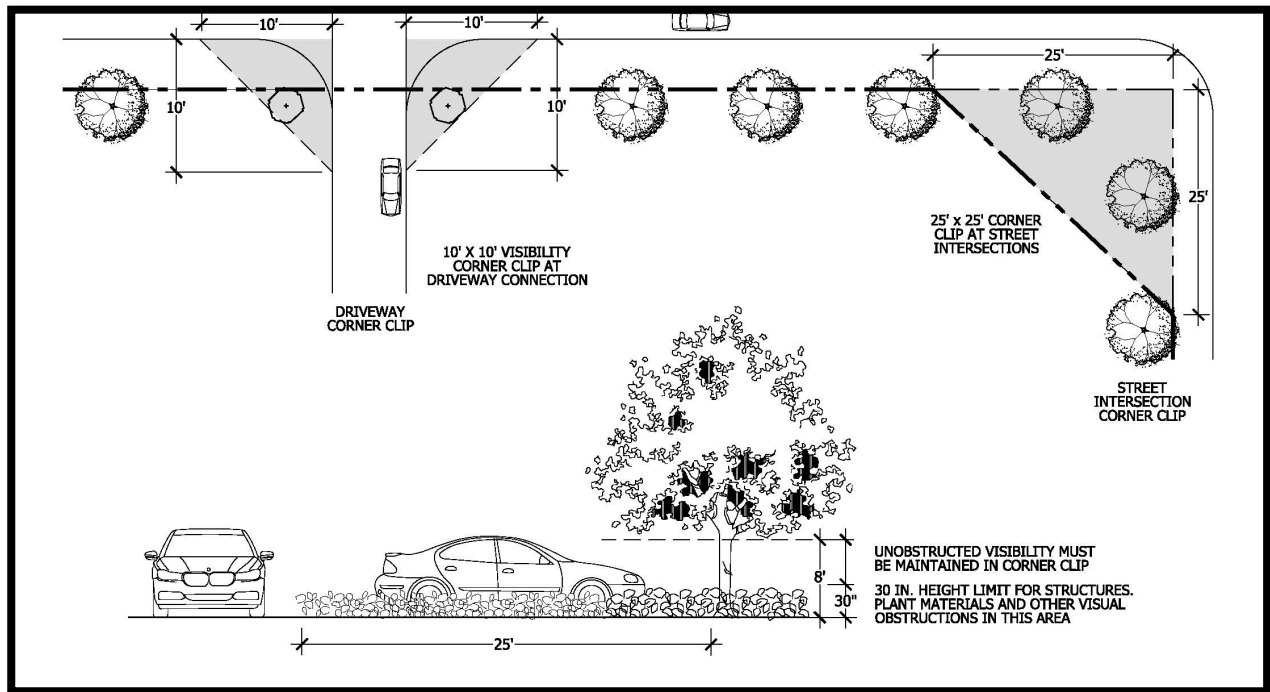 10'
10'
25'
10'
10'
25'
25' x 25' CORNER
CLIP AT STREET
INTERSECTIONS
10' X 10' VISIBILITY
CORNER CLIP AT
DRIVEWAY CONNECTION
DRIVEWAY
CORNER CLIP
STREET
INTERSECTION
CORNER CLIP
UNOBSTRUCTED VISIBILITY MUST
BE MAINTAINED IN CORNER CLIP
8'
30"
30 IN. HEIGHT LIMIT FOR STRUCTURES.
PLANT MATERIALS AND OTHER VISUAL
OBSTRUCTIONS IN THIS AREA
25'